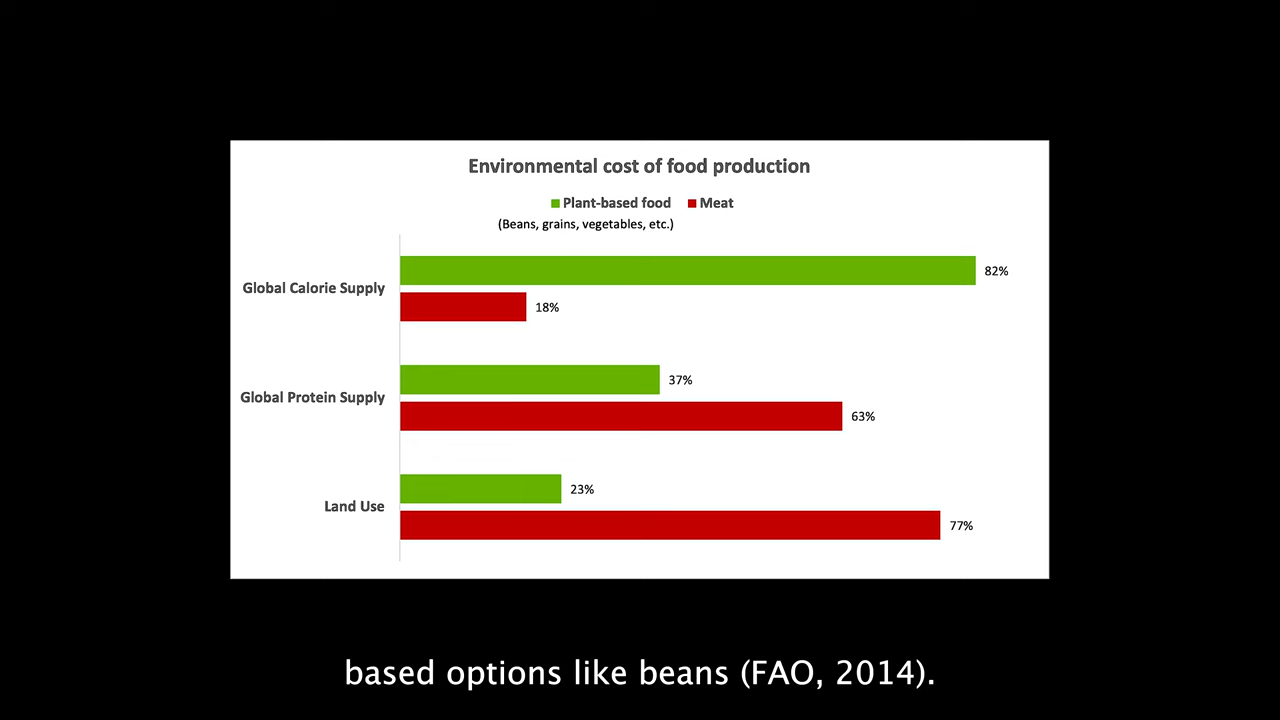 Environmental cost of food production
Plant-based food Meat
(Beans, grains, vegetables, etc.)
Global Calorie Supply
82%
18%
Global Protein Supply
37%
63%
Land Use
23%
77%
based options like beans (FAO, 2014).